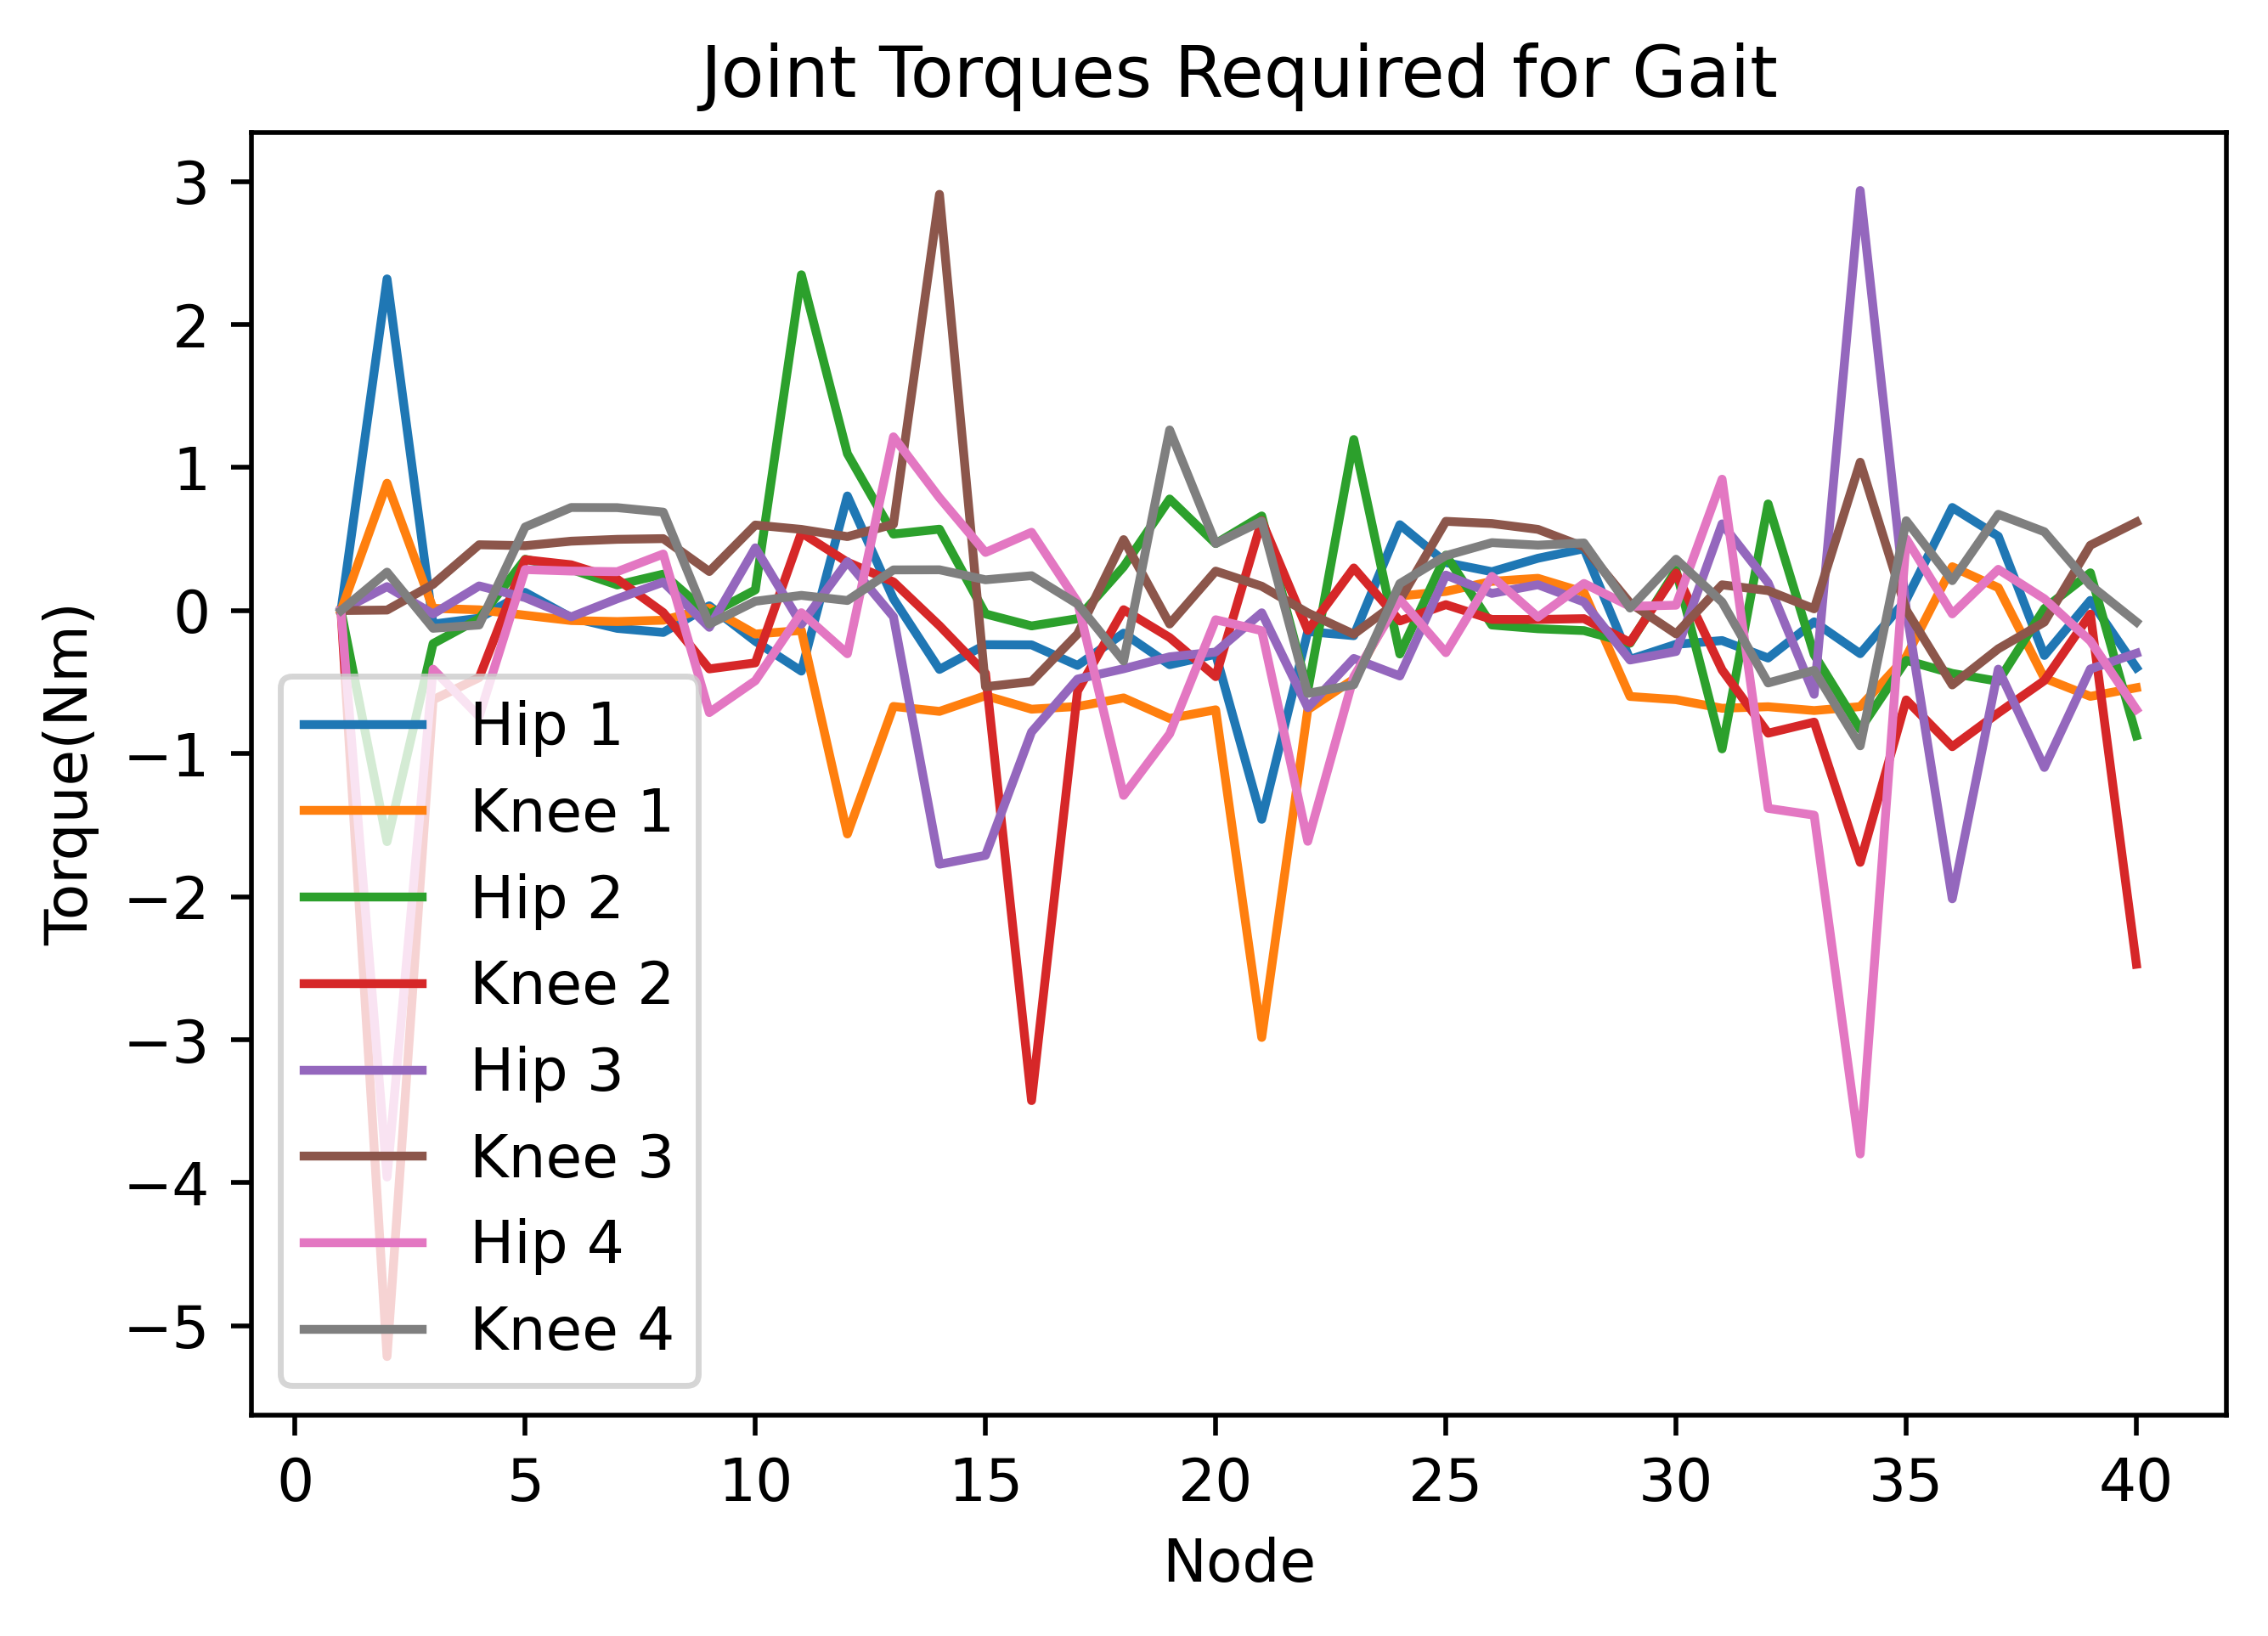 Joint Torques Required for Gait
Torque(Nm)
3
2
1
0
−1
−2
−3
−4
−5
Hip 1
Knee 1
Hip 2
Knee 2
Hip 3
Knee 3
Hip 4
Knee 4
0 5 10 15 20 25 30 35 40
Node